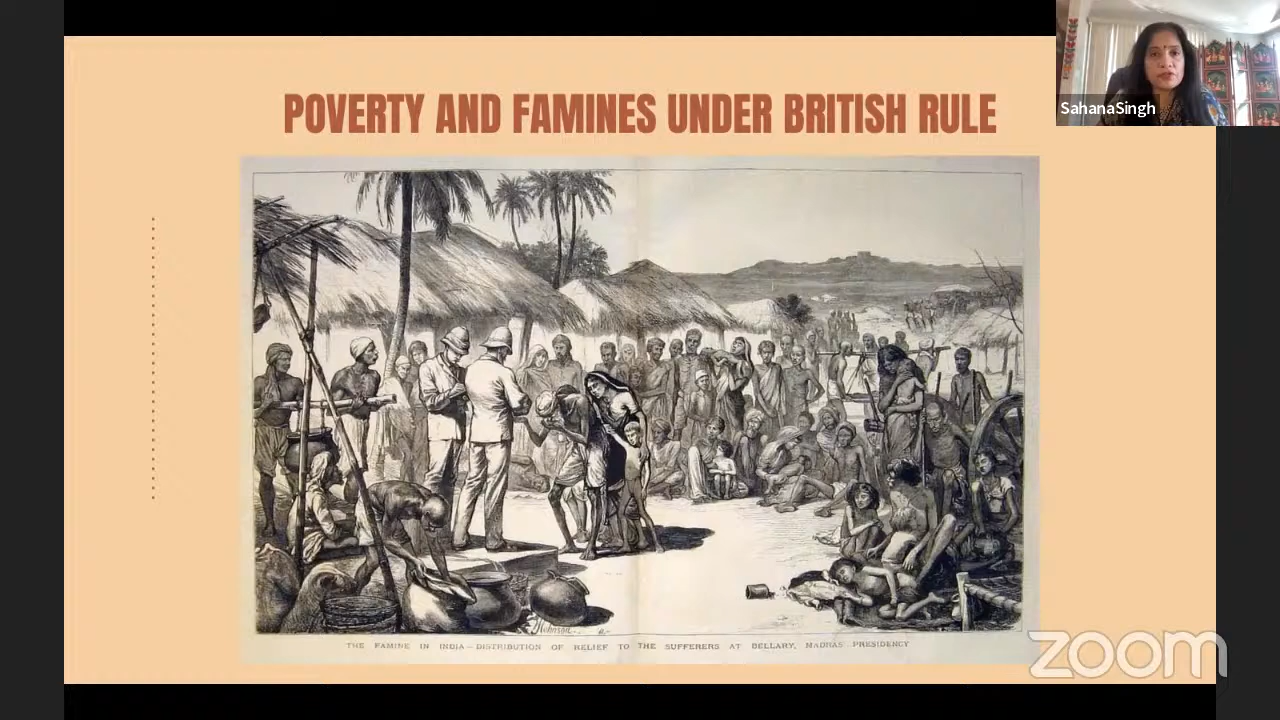 POVERTY AND FAMINES UNDER BRITISH RULE
SahanaSingh
THE FAMINE IN INDIA—DISTRIBUTION OF RELIEF TO THE SUFFERERS AT BELLARY, MADRAS PRESIDENCY
zoom